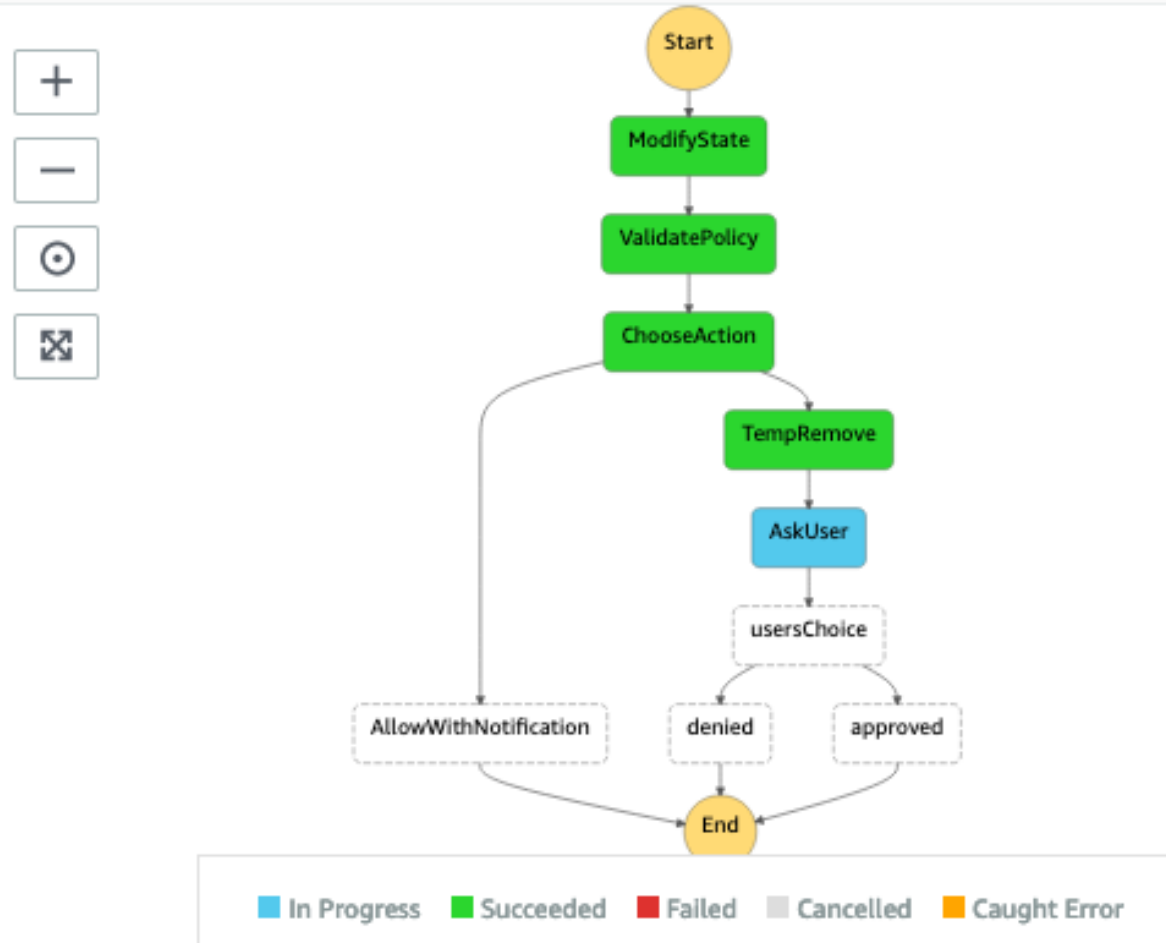 Start
ModifyState
ValidatePolicy
ChooseAction
TempRemove
AskUser
usersChoice
AllowWithNotification
denied
approved
End
In Progress
Succeeded
Failed
Cancelled
Caught Error